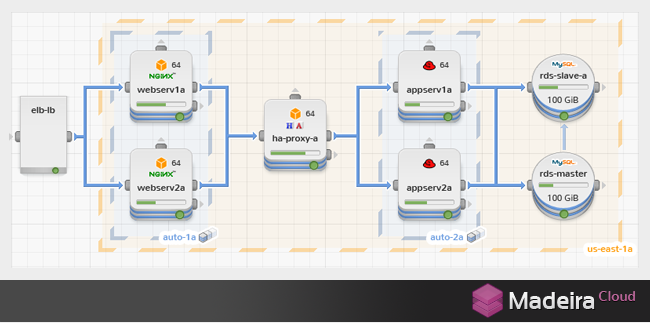 elb-lb
64
NGINX
webserv1a
64
NGINX
webserv2a
auto-1a
64
HA
ha-proxy-a
64
appserv1a
64
appserv2a
auto-2a
MySQL
rds-slave-a
100 GiB
MySQL
rds-master
100 GiB
us-east-1a
Madeira Cloud